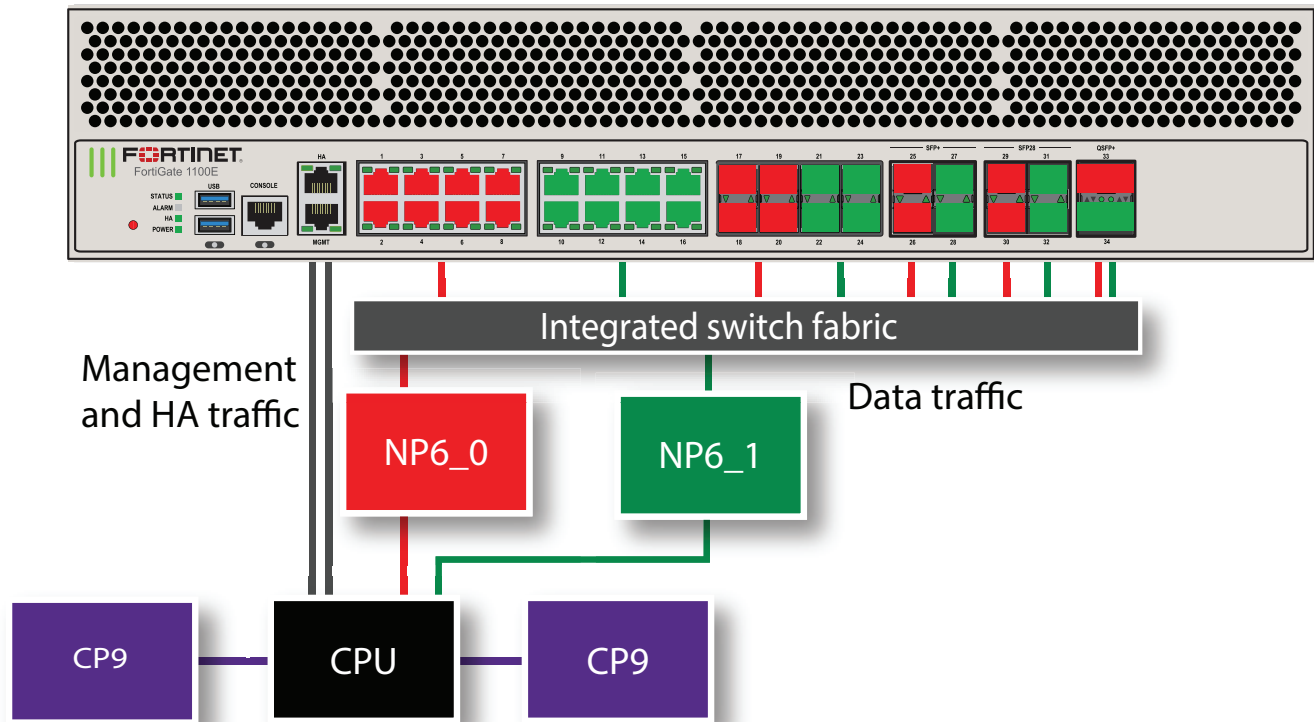 FORTINET
FortiGate 1100E
STATUS
ALARM
HA
POWER
USB
CONSOLE
HA
MGMT
1 3 5 7
2 4 6 8
9 11 13 15
10 12 14 16
17 19 21 23
18 20 22 24
SFP+
25 27
26 28
SFP28
29 31
30 32
QSFP+
33
34
Integrated switch fabric
Management
and HA traffic
Data traffic
NP6_0
NP6_1
CP9
CPU
CP9